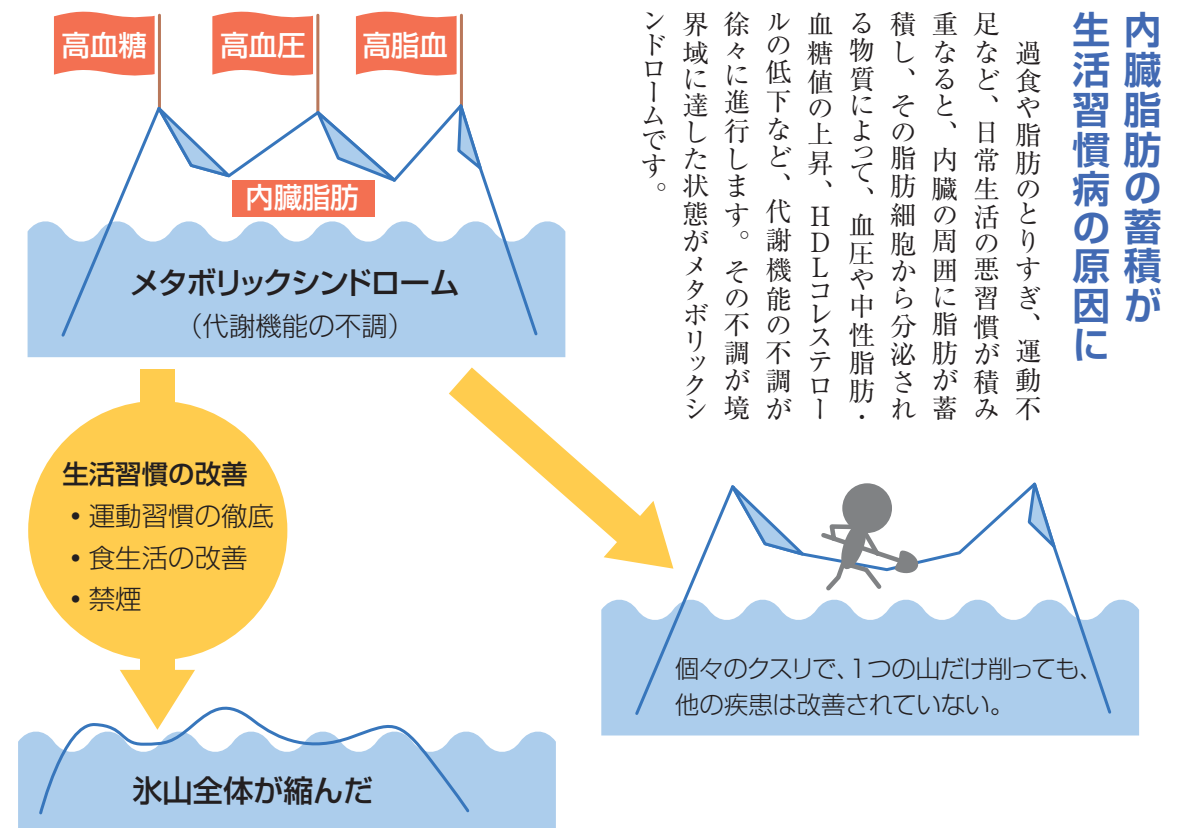 内臓脂肪の蓄積が
生活習慣病の原因に
過食や脂肪のとりすぎ、運動不
足など、日常生活の悪習慣が積み
重なると、内臓の周囲に脂肪が蓄
積し、その脂肪細胞から分泌され
る物質によって、血圧や中性脂肪・
血糖値の上昇、HDLコレステロー
ルの低下など、代謝機能の不調が
徐々に進行します。その不調が境
界域に達した状態がメタボリックシ
ンドロームです。
高血糖
高血圧
高脂血
内臓脂肪
メタボリックシンドローム
（代謝機能の不調）
生活習慣の改善
・運動習慣の徹底
・食生活の改善
・禁煙
氷山全体が縮んだ
個々のクスリで、1つの山だけ削っても、
他の疾患は改善されていない。